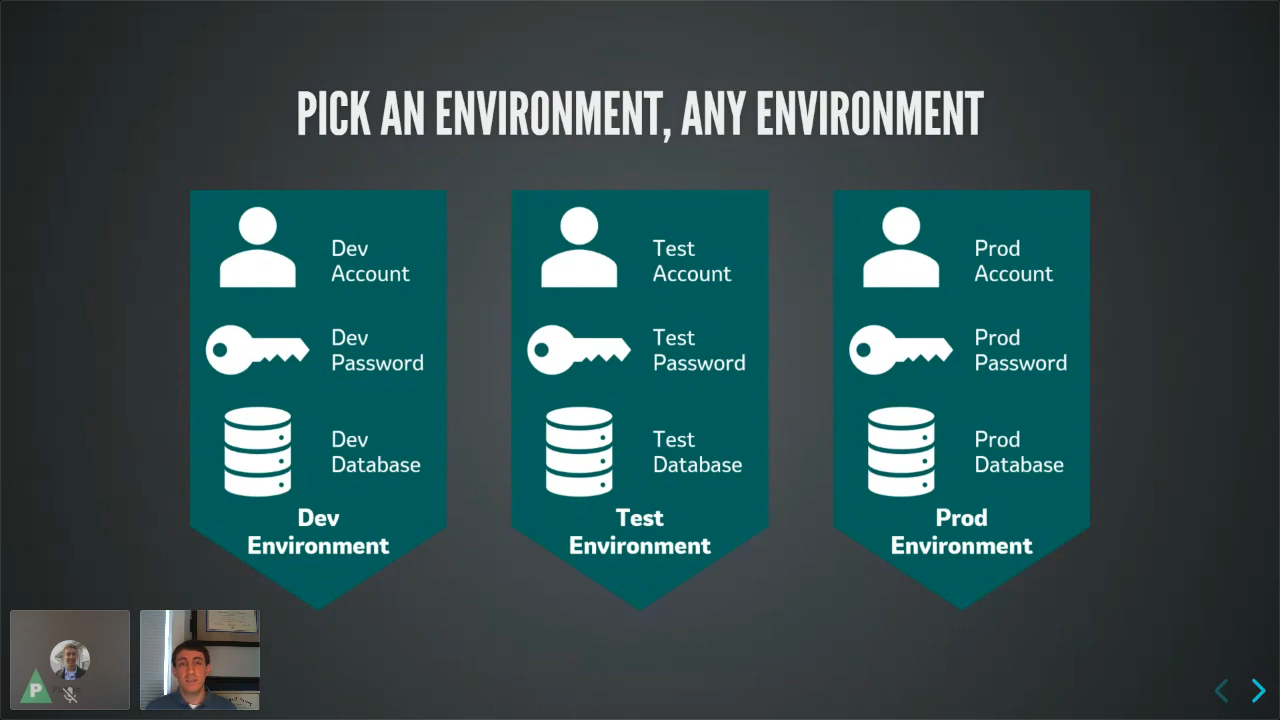 PICK AN ENVIRONMENT, ANY ENVIRONMENT
Dev
Account
Dev
Password
Dev
Database
Dev
Environment
Test
Account
Test
Password
Test
Database
Test
Environment
Prod
Account
Prod
Password
Prod
Database
Prod
Environment
P